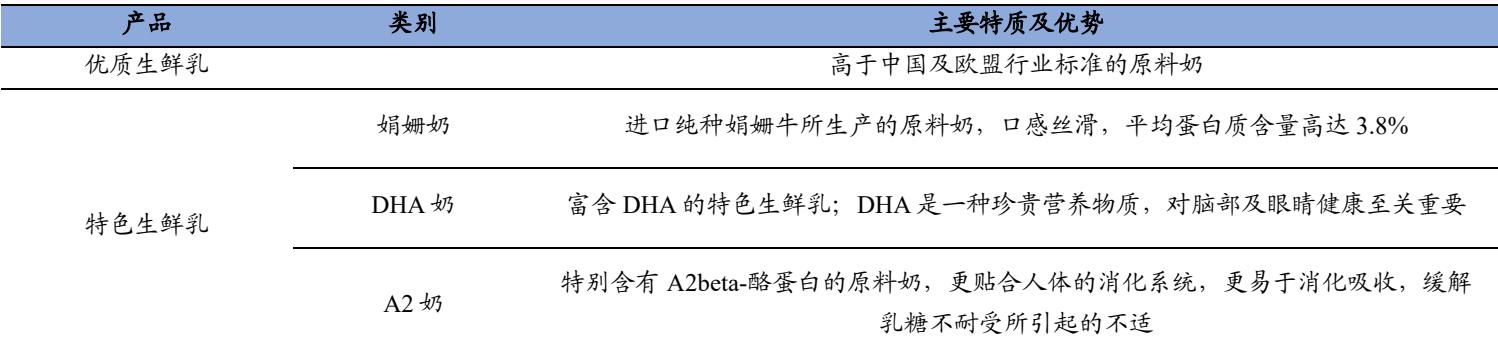 产品 类别 主要特质及优势
优质生鲜乳 高于中国及欧盟行业标准的原料奶
娟姗奶 进口纯种娟姗牛所生产的原料奶，口感丝滑，平均蛋白质含量高达 3.8%
特色生鲜乳
DHA 奶 富含 DHA 的特色生鲜乳；DHA 是一种珍贵营养物质，对脑部及眼睛健康至关重要
A2 奶 特别含有 A2beta-酪蛋白的原料奶，更贴合人体的消化系统，更易于消化吸收，缓解
乳糖不耐受所引起的不适